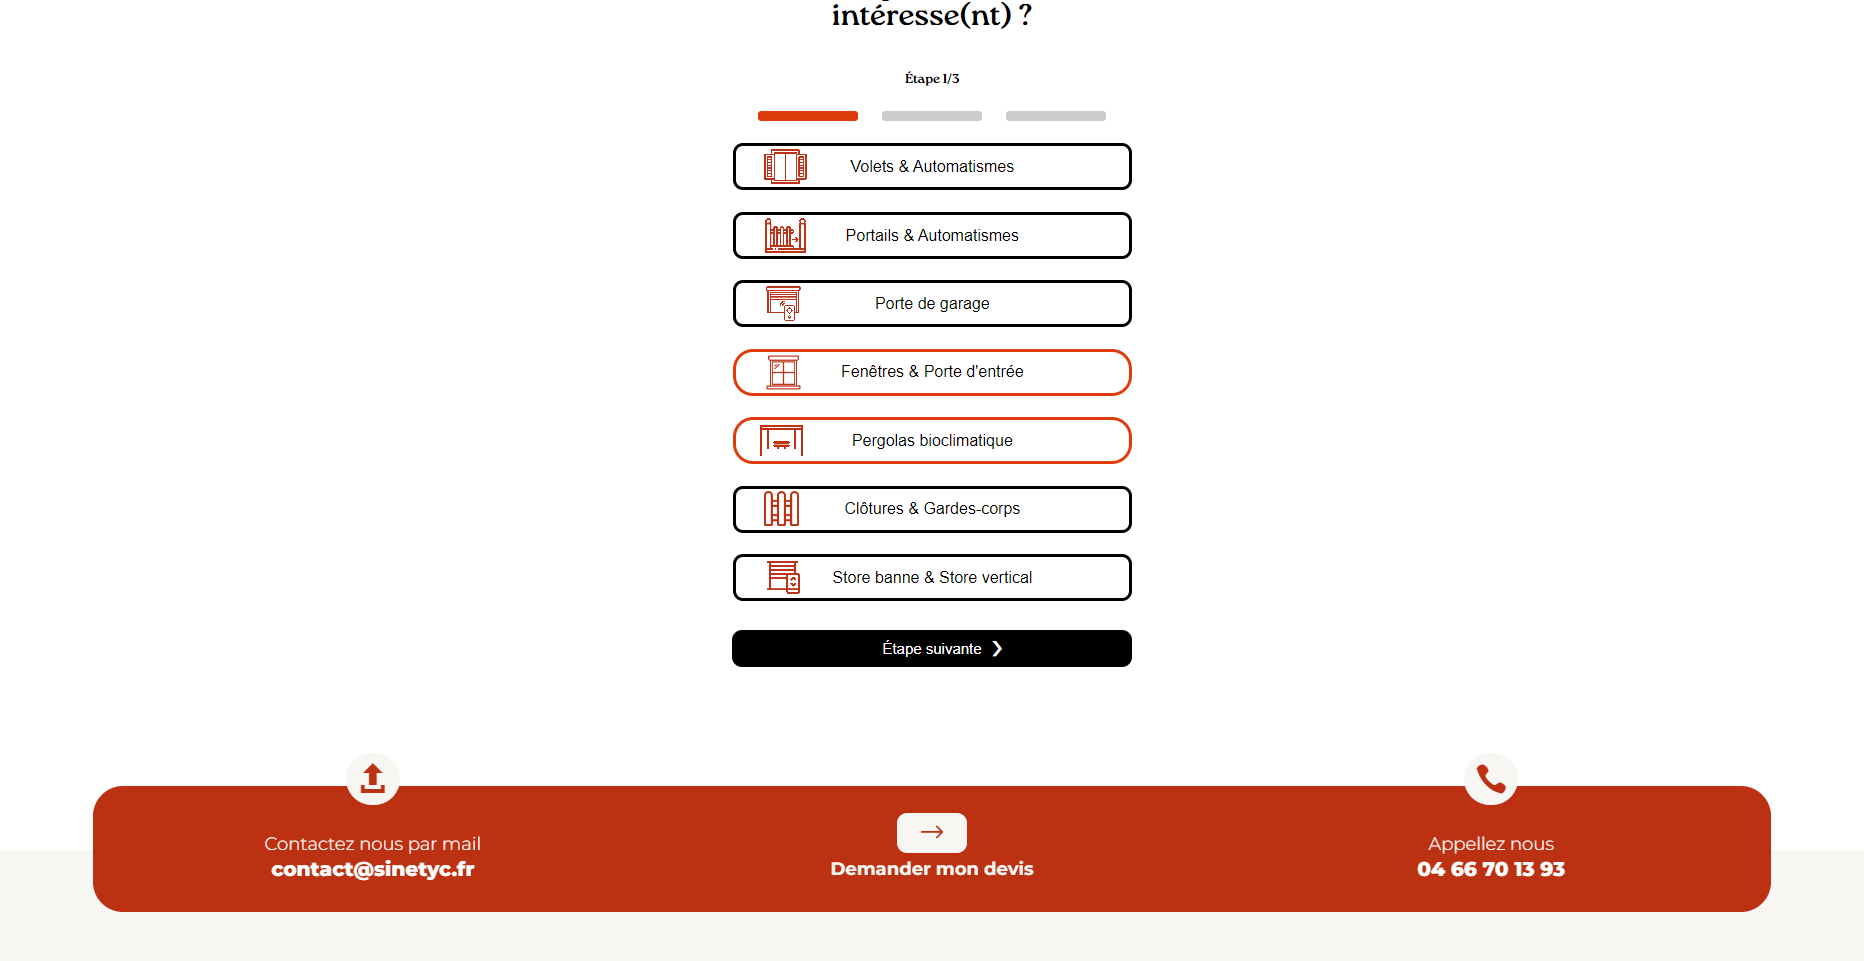 intéresse(nt) ?
Étape 1/3
Volets & Automatismes
Portails & Automatismes
Porte de garage
Fenêtres & Porte d'entrée
Pergolas bioclimatique
Clôtures & Gardes-corps
Store banne & Store vertical
Étape suivante ❯
Contactez nous par mail
contact@sinetyc.fr
Demander mon devis
Appellez nous
04 66 70 13 93